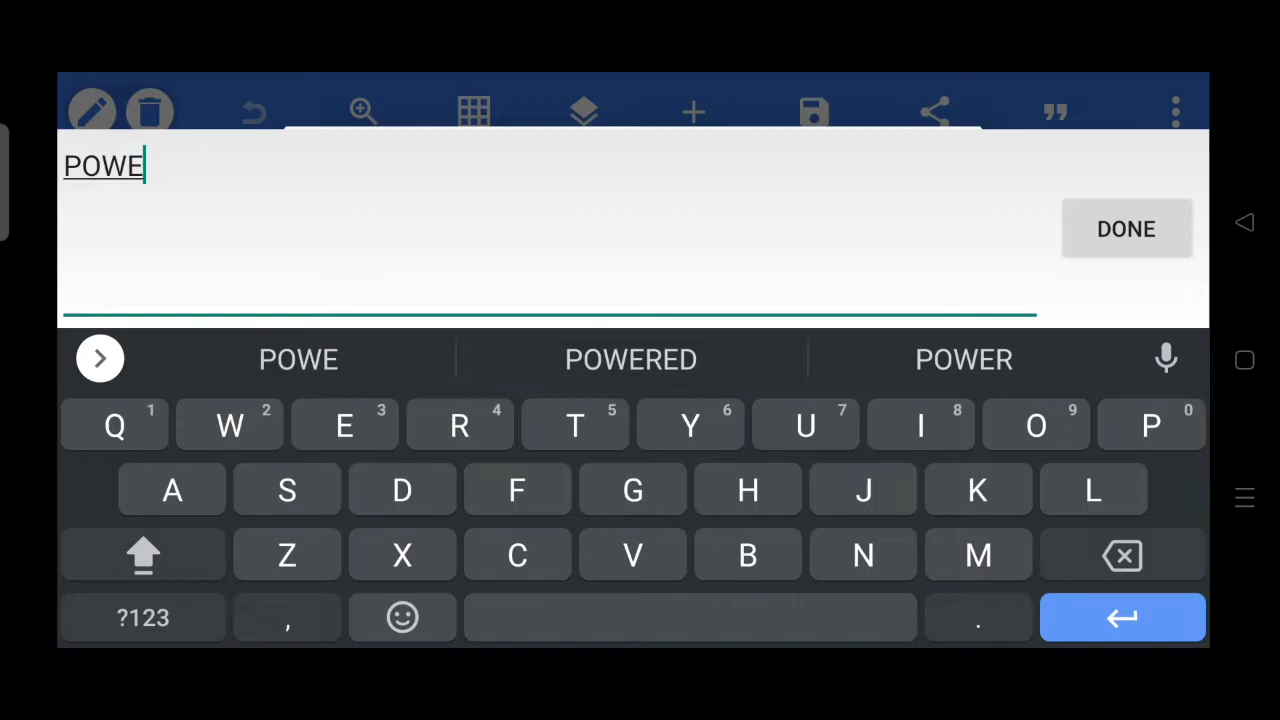 POWE
DONE
POWE POWERED POWER
Q 1 W 2 E 3 R 4 T 5 Y 6 U 7 I 8 O 9 P 0
A S D F G H J K L
Z X C V B N M
?123 , .